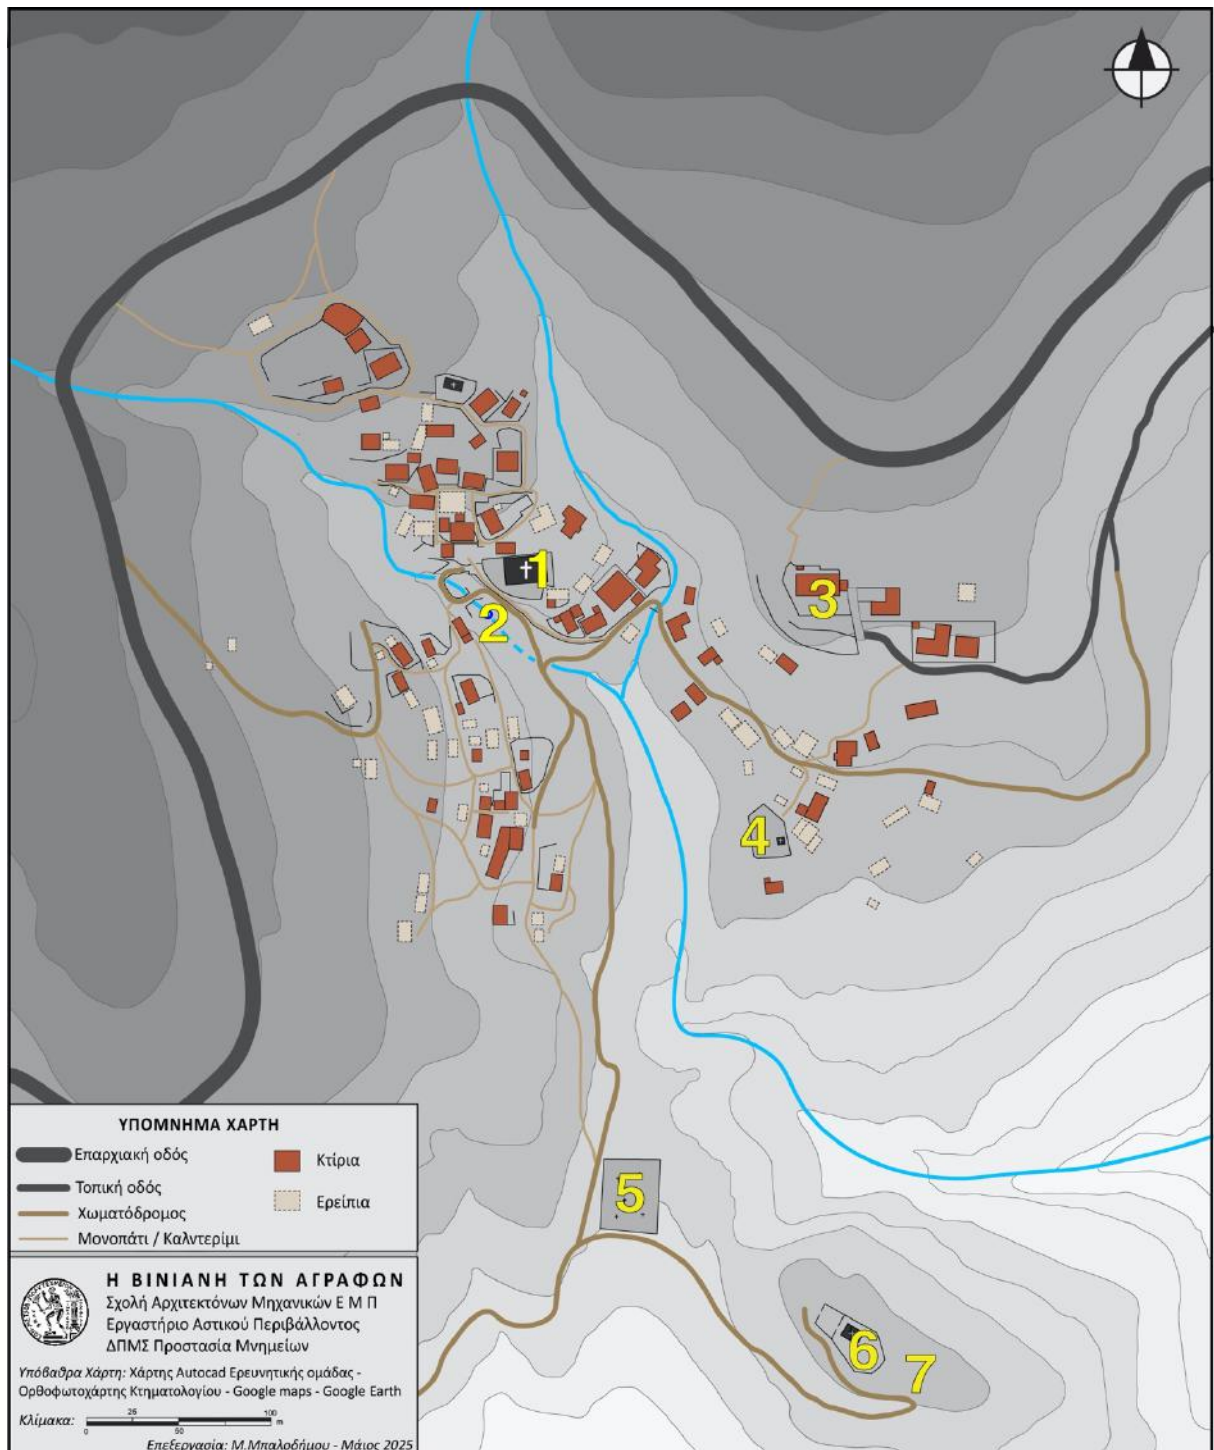 1
2
3
4
5
6
7
ΥΠΟΜΝΗΜΑ ΧΑΡΤΗ
Επαρχιακή οδός
Κτίρια
Τοπική οδός
Ερείπια
Χωματόδρομος
Μονοπάτι / Καλντερίμι
Η ΒΙΝΙΑΝΗ ΤΩΝ ΑΓΡΑΦΩΝ
Σχολή Αρχιτεκτόνων Μηχανικών Ε Μ Π
Εργαστήριο Αστικού Περιβάλλοντος
ΔΠΜΣ Προστασία Μνημείων
Υπόβαθρα Χάρτη: Χάρτης Autocad Ερευνητικής ομάδας -
Ορθοφωτοχάρτης Κτηματολογίου - Google maps - Google Earth
Κλίμακα:
25 100
m
0 50
Επεξεργασία: Μ.Μπαλοδήμου - Μάιος 2025